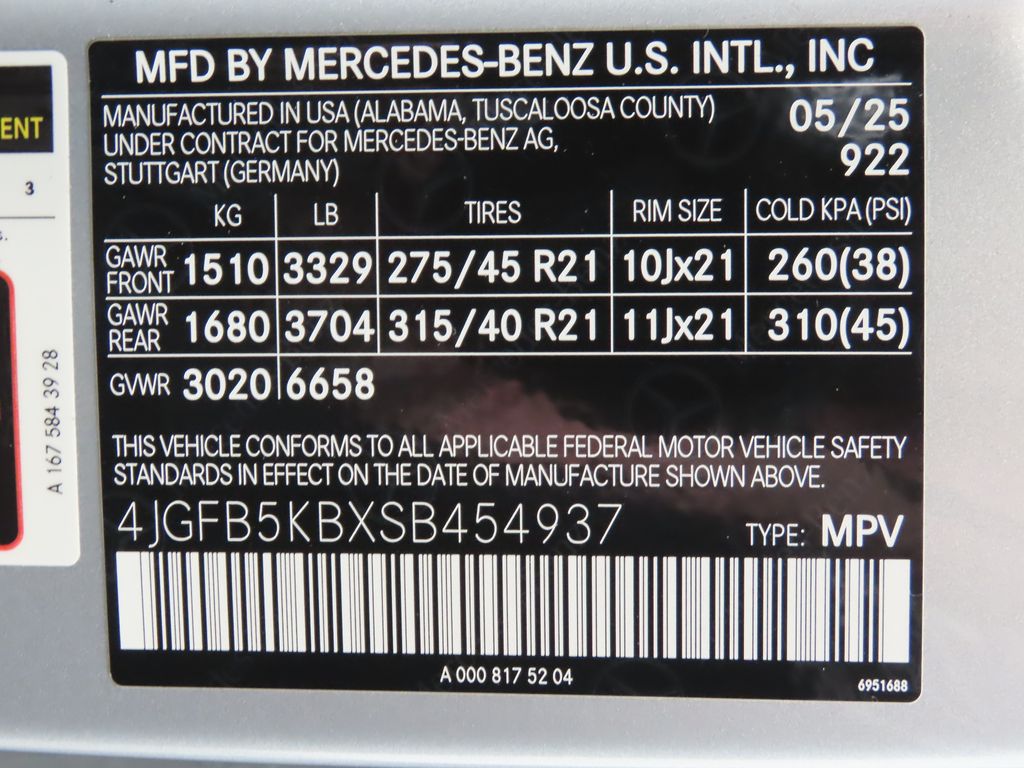 MFD BY MERCEDES-BENZ U.S. INTL., INC
MANUFACTURED IN USA (ALABAMA, TUSCALOOSA COUNTY)
UNDER CONTRACT FOR MERCEDES-BENZ AG,
STUTTGART (GERMANY)
05/25
922
KG LB TIRES RIM SIZE COLD KPA (PSI)
GAWR FRONT 1510 3329 275/45 R21 10Jx21 260(38)
GAWR REAR 1680 3704 315/40 R21 11Jx21 310(45)
GVWR 3020 6658
THIS VEHICLE CONFORMS TO ALL APPLICABLE FEDERAL MOTOR VEHICLE SAFETY
STANDARDS IN EFFECT ON THE DATE OF MANUFACTURE SHOWN ABOVE.
4JGFB5KBXSB454937 TYPE: MPV
A 000 817 52 04
6951688
ENT
3
s.
A 167 584 39 28